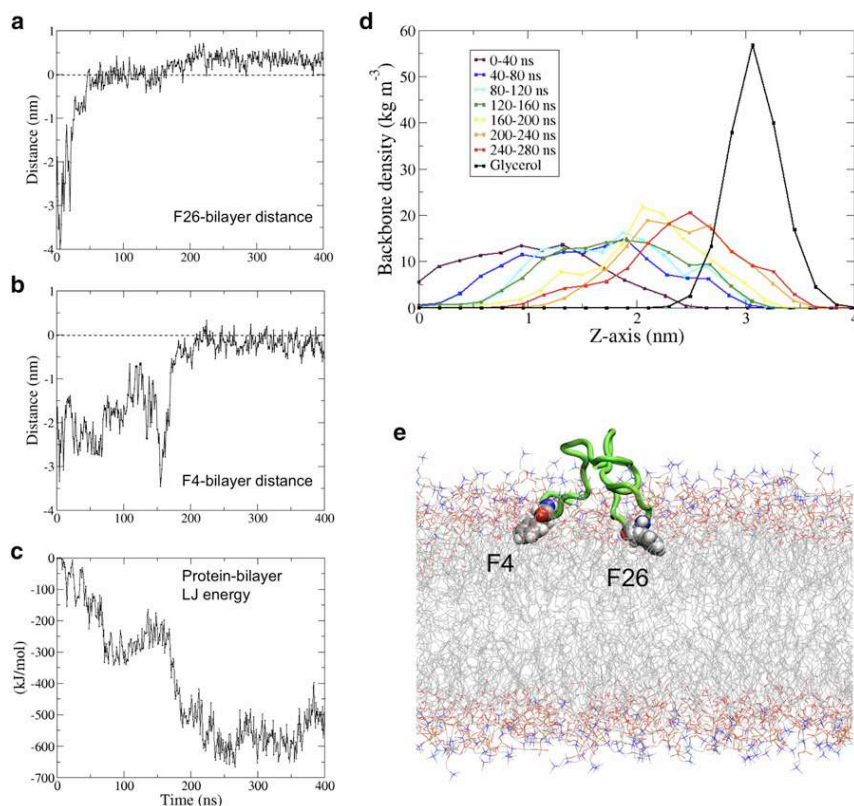 a
1
0
-1
-2
-3
-4
Distance (nm)
F26-bilayer distance
0 100 200 300 400
b
1
0
-1
-2
-3
-4
Distance (nm)
F4-bilayer distance
0 100 200 300 400
c
0
-100
-200
-300
-400
-500
-600
-700
(kJ/mol)
Protein-bilayer
LJ energy
0 100 200 300 400
Time (ns)
d
60
50
40
30
20
10
0
Backbone density (kg m⁻³)
0-40 ns
40-80 ns
80-120 ns
120-160 ns
160-200 ns
200-240 ns
240-280 ns
Glycerol
0 1 2 3 4
Z-axis (nm)
e
F4
F26